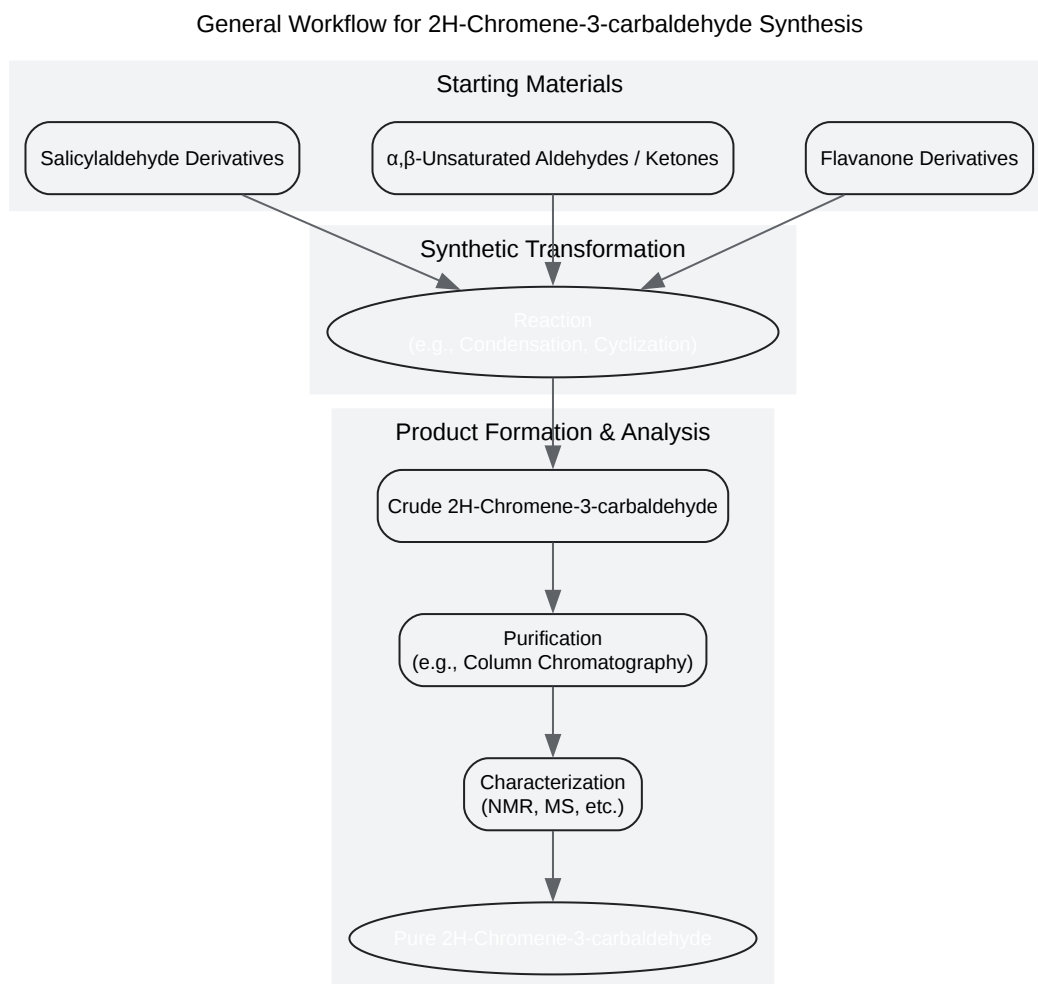 General Workflow for 2H-Chromene-3-carbaldehyde Synthesis
Starting Materials
Salicylaldehyde Derivatives
α,β-Unsaturated Aldehydes / Ketones
Flavanone Derivatives
Synthetic Transformation
Reaction
(e.g., Condensation, Cyclization)
Product Formation & Analysis
Crude 2H-Chromene-3-carbaldehyde
Purification
(e.g., Column Chromatography)
Characterization
(NMR, MS, etc.)
Pure 2H-Chromene-3-carbaldehyde